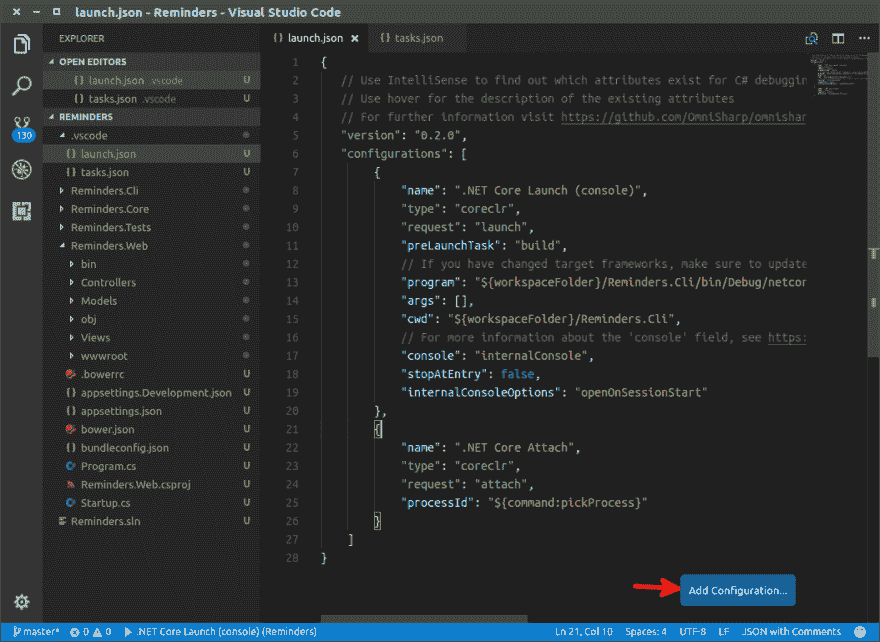 launch.json - Reminders - Visual Studio Code
EXPLORER
OPEN EDITORS
{} launch.json .vscode U
{} tasks.json .vscode U
REMINDERS
.vscode
{} launch.json U
{} tasks.json U
Reminders.Cli
Reminders.Core
Reminders.Tests
Reminders.Web
bin
Controllers
Models
obj
Views
wwwroot
.bowerrc U
{} appsettings.Development.json U
{} appsettings.json U
bower.json U
{} bundleconfig.json U
Program.cs U
Reminders.Web.csproj U
Startup.cs U
Reminders.sln U
130
{} launch.json × {} tasks.json
1 {
2 // Use IntelliSense to find out which attributes exist for C# debuggin
3 // Use hover for the description of the existing attributes
4 // For further information visit https://github.com/OmniSharp/omnishar
5 "version": "0.2.0",
6 "configurations": [
7 {
8 "name": ".NET Core Launch (console)",
9 "type": "coreclr",
10 "request": "launch",
11 "preLaunchTask": "build",
12 // If you have changed target frameworks, make sure to update
13 "program": "${workspaceFolder}/Reminders.Cli/bin/Debug/netcor
14 "args": [],
15 "cwd": "${workspaceFolder}/Reminders.Cli",
16 // For more information about the 'console' field, see https:
17 "console": "internalConsole",
18 "stopAtEntry": false,
19 "internalConsoleOptions": "openOnSessionStart"
20 },
21 {
22 "name": ".NET Core Attach",
23 "type": "coreclr",
24 "request": "attach",
25 "processId": "${command:pickProcess}"
26 }
27 ]
28 }
Add Configuration...
master* 0 0 .NET Core Launch (console) (Reminders) Ln 21, Col 10 Spaces: 4 UTF-8 LF JSON with Comments